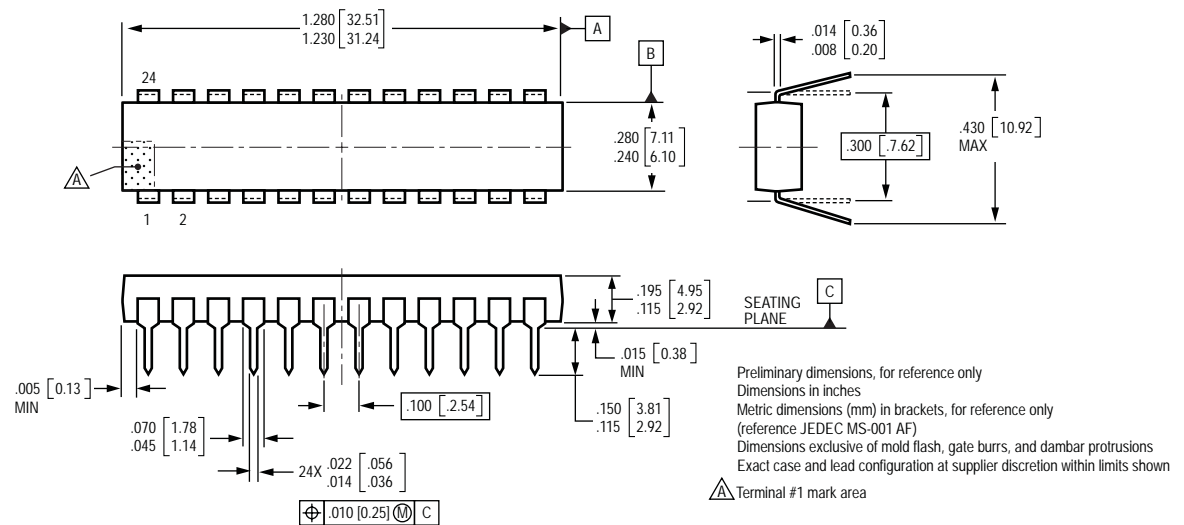 1.280 [32.51]
1.230 [31.24]
A
B
24
.280 [7.11]
.240 [6.10]
A
1 2
.014 [0.36]
.008 [0.20]
.300 [.7.62]
.430 [10.92]
MAX
.195 [4.95]
.115 [2.92]
SEATING
PLANE
C
.015 [0.38]
MIN
.005 [0.13]
MIN
.100 [.2.54]
.150 [3.81]
.115 [2.92]
.070 [1.78]
.045 [1.14]
24X .022 [.056]
.014 [.036]
⌖ .010 [0.25] Ⓜ C
Preliminary dimensions, for reference only
Dimensions in inches
Metric dimensions (mm) in brackets, for reference only
(reference JEDEC MS-001 AF)
Dimensions exclusive of mold flash, gate burrs, and dambar protrusions
Exact case and lead configuration at supplier discretion within limits shown
A Terminal #1 mark area